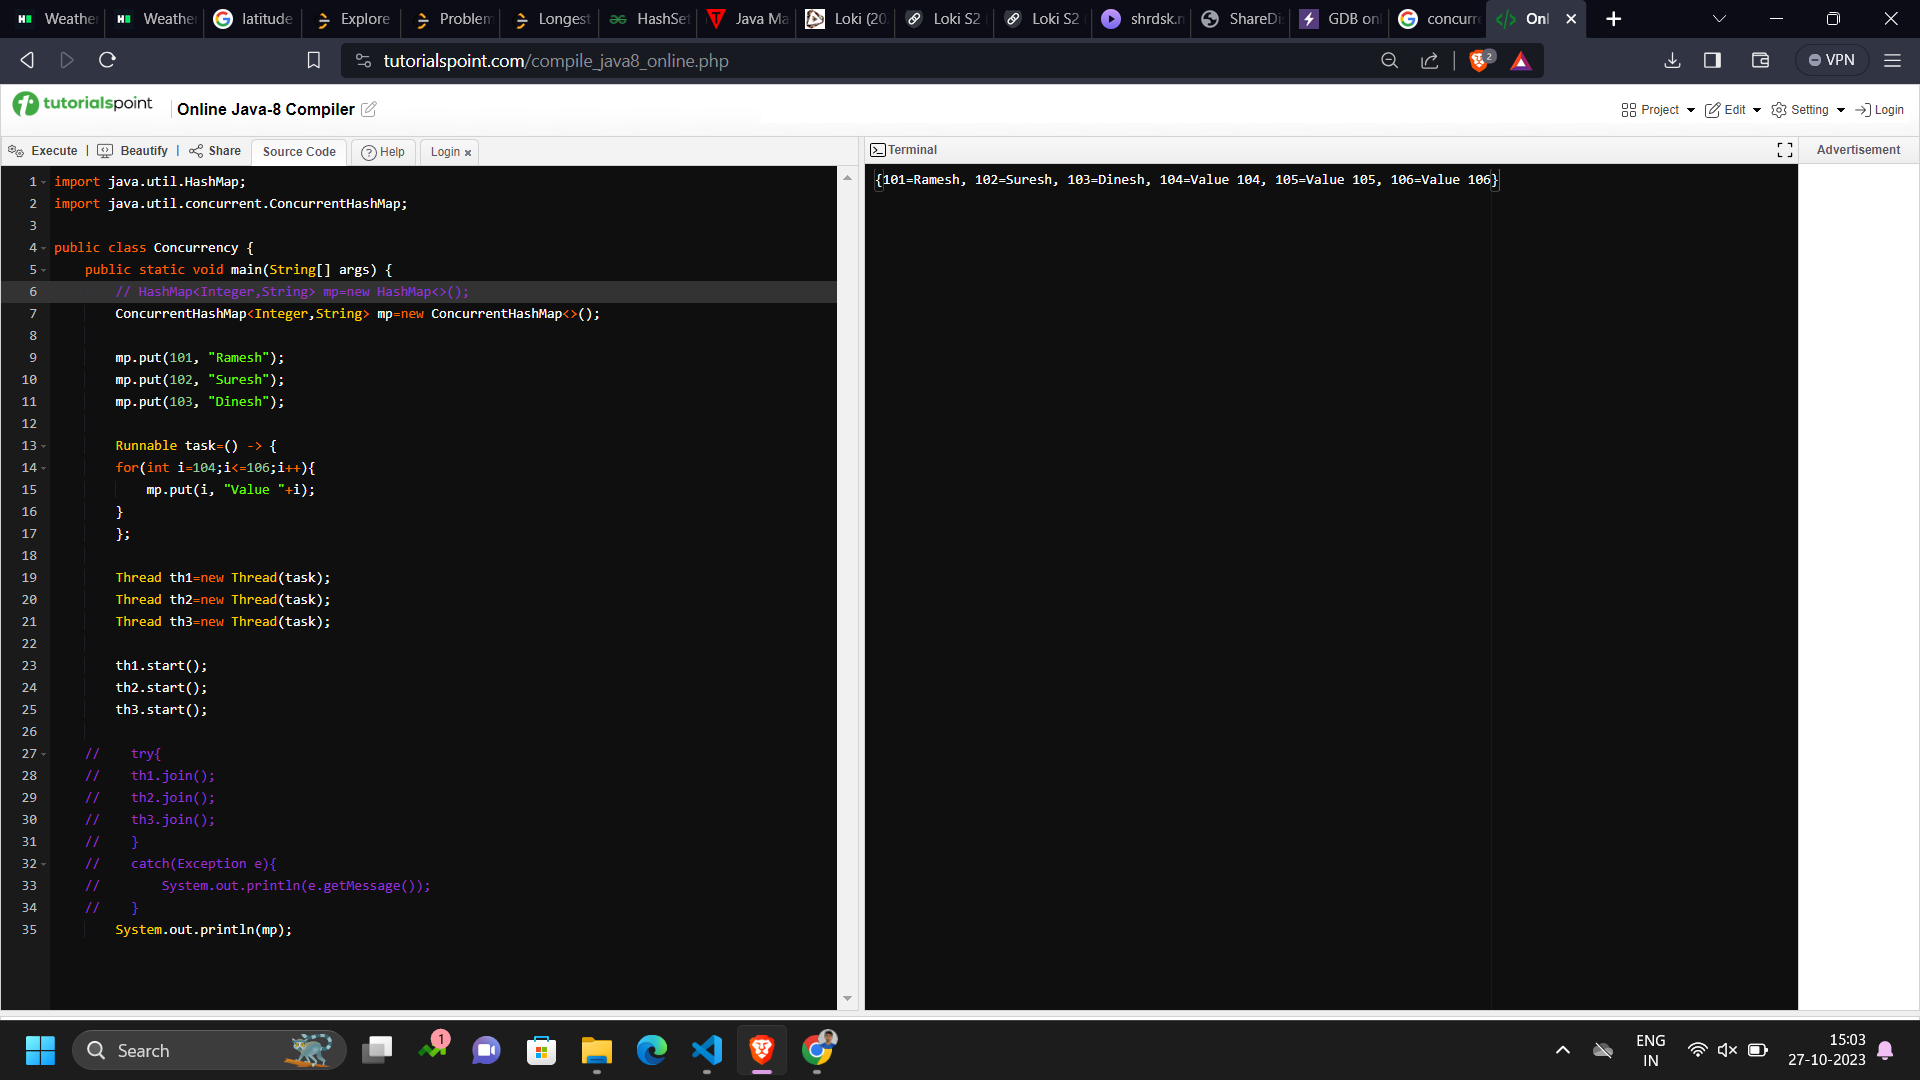 Weather
Weather
latitude
Explore
Problem
Longest
HashSet
Java Ma
Loki (20
Loki S2
Loki S2
shrdsk.n
ShareDi
GDB onl
concurre
Onl
tutorialspoint.com/compile_java8_online.php
2
VPN
tutorialspoint
Online Java-8 Compiler
Project
Edit
Setting
Login
Execute | Beautify | Share
Source Code
Help
Login ×
Terminal
Advertisement
1 import java.util.HashMap;
2 import java.util.concurrent.ConcurrentHashMap;
3
4 public class Concurrency {
5 public static void main(String[] args) {
6 // HashMap<Integer,String> mp=new HashMap<>();
7 ConcurrentHashMap<Integer,String> mp=new ConcurrentHashMap<>();
8
9 mp.put(101, "Ramesh");
10 mp.put(102, "Suresh");
11 mp.put(103, "Dinesh");
12
13 Runnable task=() -> {
14 for(int i=104;i<=106;i++){
15 mp.put(i, "Value "+i);
16 }
17 };
18
19 Thread th1=new Thread(task);
20 Thread th2=new Thread(task);
21 Thread th3=new Thread(task);
22
23 th1.start();
24 th2.start();
25 th3.start();
26
27 // try{
28 // th1.join();
29 // th2.join();
30 // th3.join();
31 // }
32 // catch(Exception e){
33 // System.out.println(e.getMessage());
34 // }
35 System.out.println(mp);
{101=Ramesh, 102=Suresh, 103=Dinesh, 104=Value 104, 105=Value 105, 106=Value 106}
Search
1
ENG
IN
15:03
27-10-2023